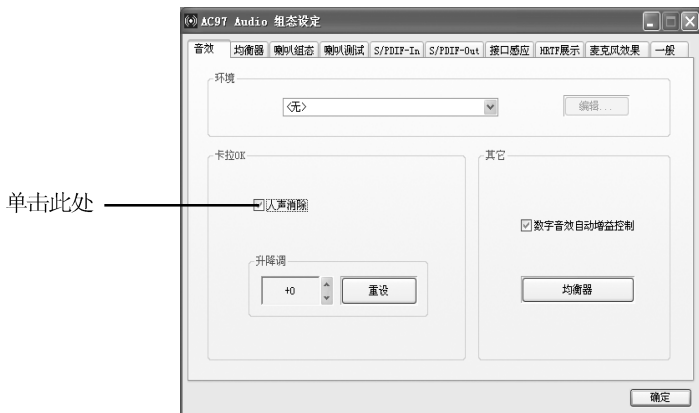 AC97 Audio 组态设定
音效 均衡器 喇叭组态 喇叭测试 S/PDIF-In S/PDIF-Out 接口感应 HRTF展示 麦克风效果 一般
环境
<无>
编辑...
卡拉OK
其它
单击此处
人声消除
数字音效自动增益控制
升降调
+0
重设
均衡器
确定